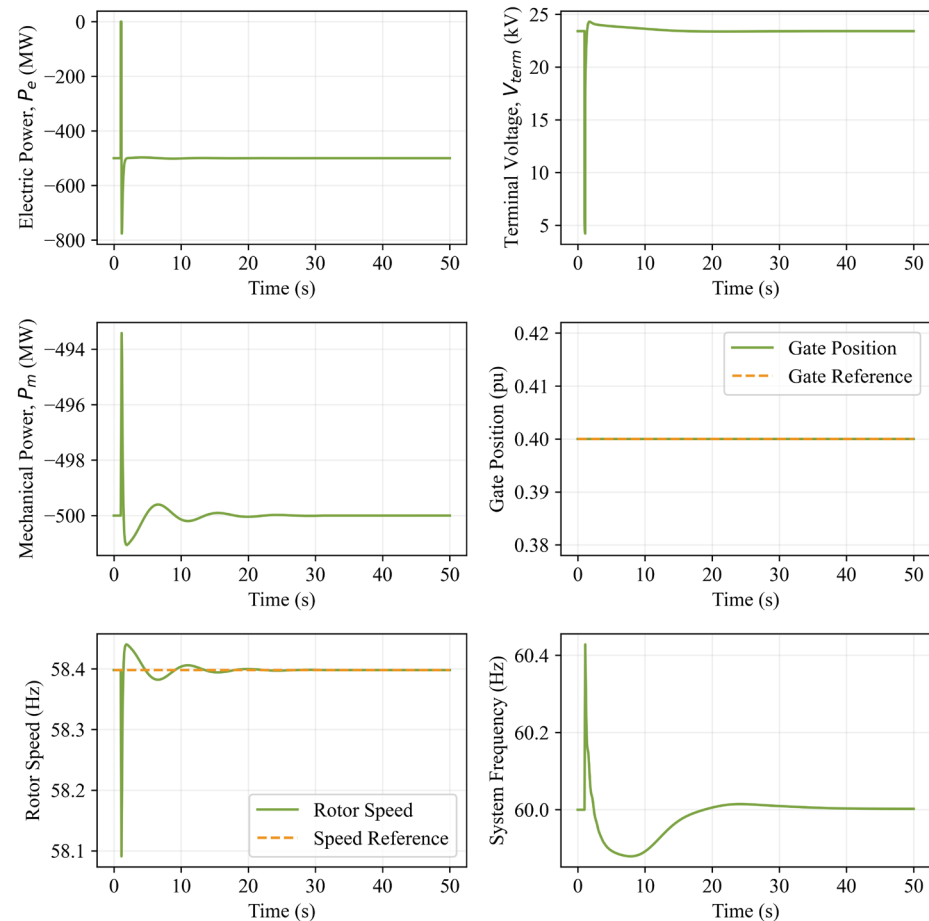 Electric Power, P_e (MW)
0
−200
−400
−600
−800
0 10 20 30 40 50
Time (s)
Terminal Voltage, V_term (kV)
25
20
15
10
5
0 10 20 30 40 50
Time (s)
Mechanical Power, P_m (MW)
−494
−496
−498
−500
0 10 20 30 40 50
Time (s)
Gate Position (pu)
0.42
0.41
0.40
0.39
0.38
Gate Position
Gate Reference
0 10 20 30 40 50
Time (s)
Rotor Speed (Hz)
58.4
58.3
58.2
58.1
Rotor Speed
Speed Reference
0 10 20 30 40 50
Time (s)
System Frequency (Hz)
60.4
60.2
60.0
0 10 20 30 40 50
Time (s)